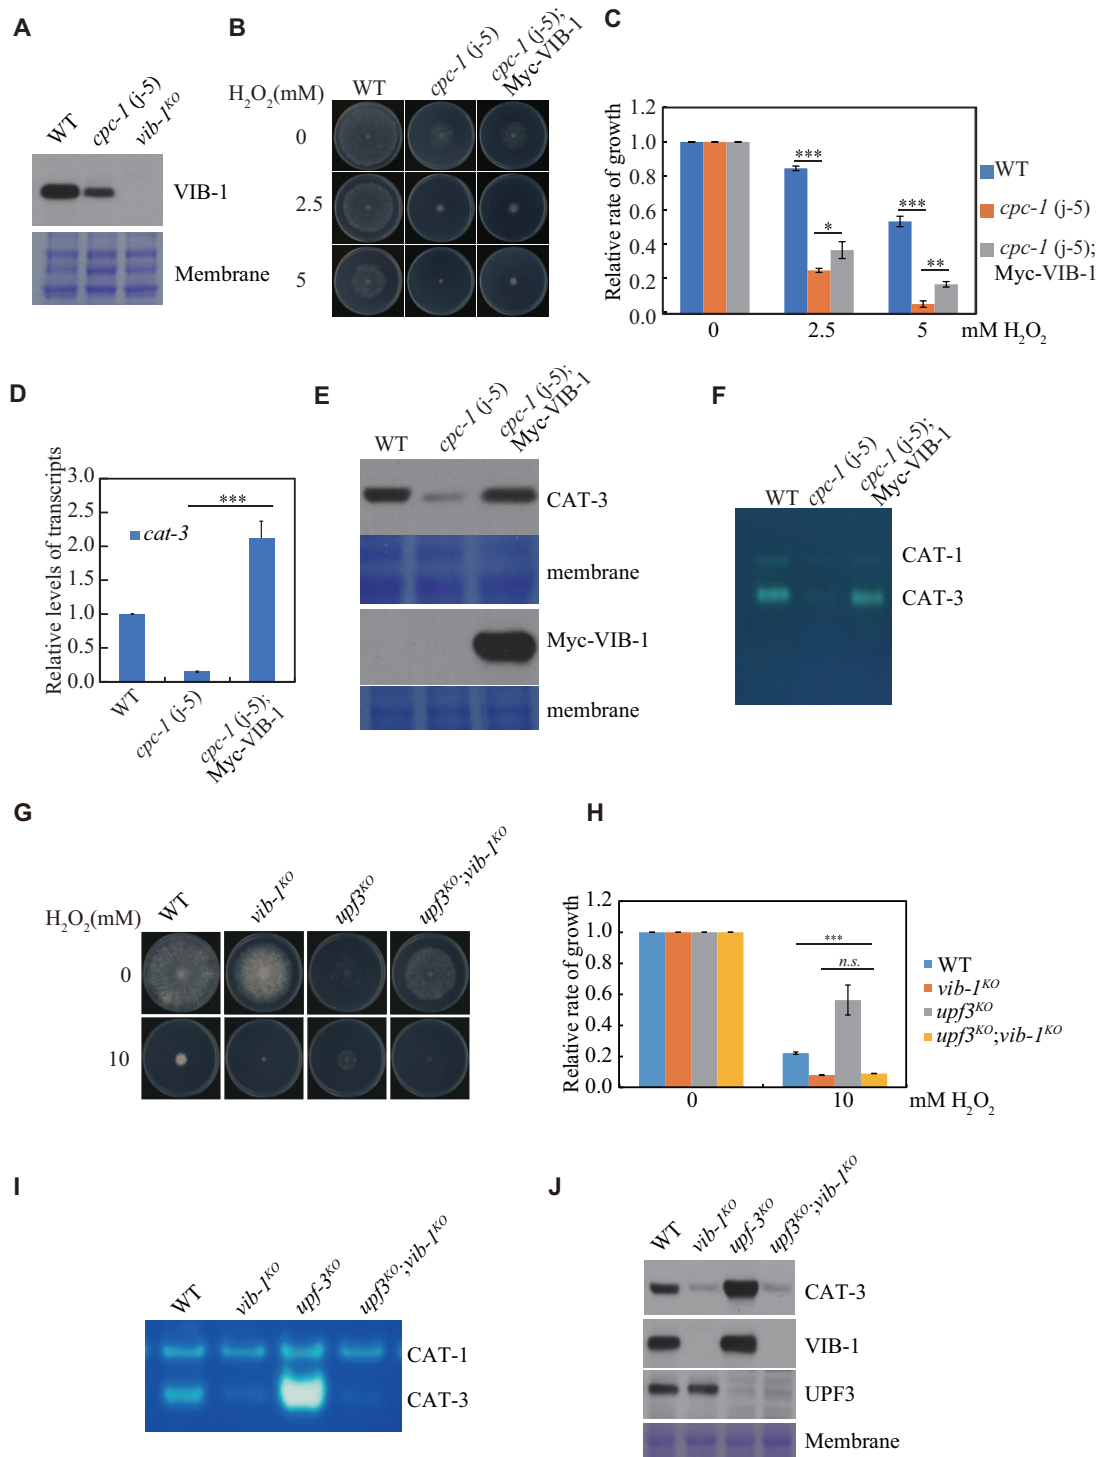 A
WT
cpc-1 (j-5)
vib-1KO
VIB-1
Membrane
B
H2O2(mM)
WT
cpc-1 (j-5)
cpc-1 (j-5);
Myc-VIB-1
0
2.5
5
C
Relative rate of growth
1.2
1.0
0.8
0.6
0.4
0.2
0.0
***
*
***
**
0
2.5
5
mM H2O2
WT
cpc-1 (j-5)
cpc-1 (j-5);
Myc-VIB-1
D
Relative levels of transcripts
3.0
2.5
2.0
1.5
1.0
0.5
0.0
***
cat-3
WT
cpc-1 (j-5)
cpc-1 (j-5);
Myc-VIB-1
E
WT
cpc-1 (j-5)
cpc-1 (j-5);
Myc-VIB-1
CAT-3
membrane
Myc-VIB-1
membrane
F
WT
cpc-1 (j-5)
cpc-1 (j-5);
Myc-VIB-1
CAT-1
CAT-3
G
H2O2(mM)
WT
vib-1KO
upf3KO
upf3KO;vib-1KO
0
10
H
Relative rate of growth
1.2
1.0
0.8
0.6
0.4
0.2
0.0
***
n.s.
0
10
mM H2O2
WT
vib-1KO
upf3KO
upf3KO;vib-1KO
I
WT
vib-1KO
upf-3KO
upf3KO;vib-1KO
CAT-1
CAT-3
J
WT
vib-1KO
upf-3KO
upf3KO;vib-1KO
CAT-3
VIB-1
UPF3
Membrane